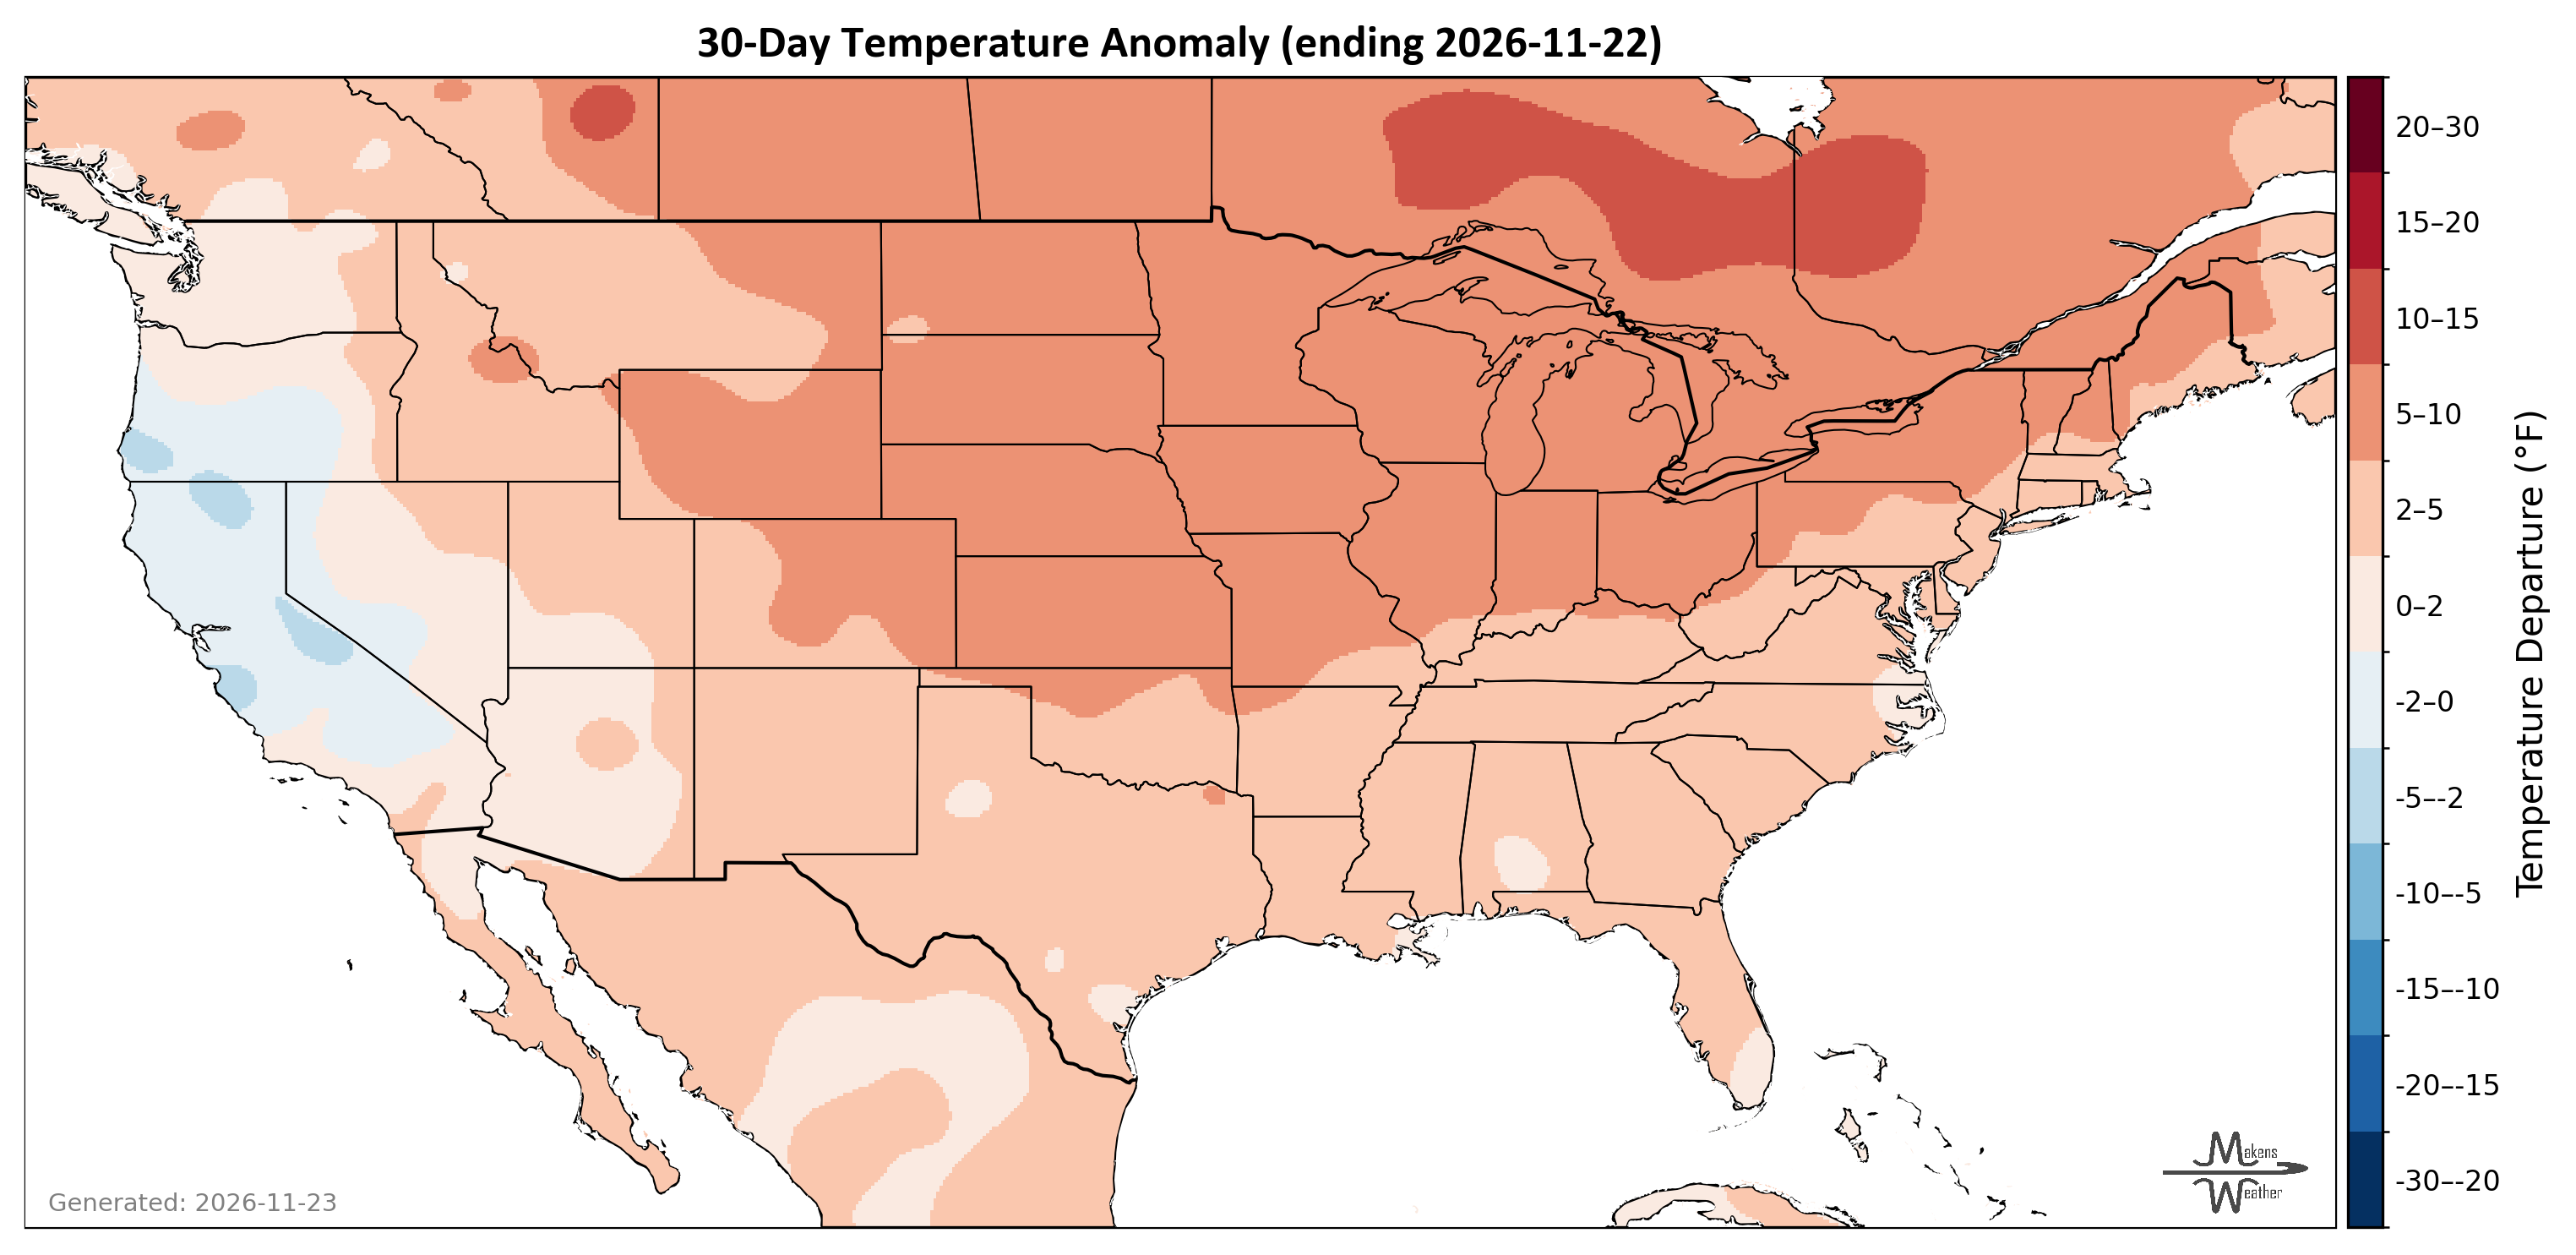 30-Day Temperature Anomaly (ending 2026-11-22)
20–30
15–20
10–15
5–10
2–5
0–2
-2–0
-5–-2
-10–-5
-15–-10
-20–-15
-30–-20
Temperature Departure (°F)
Generated: 2026-11-23
Makens
Weather